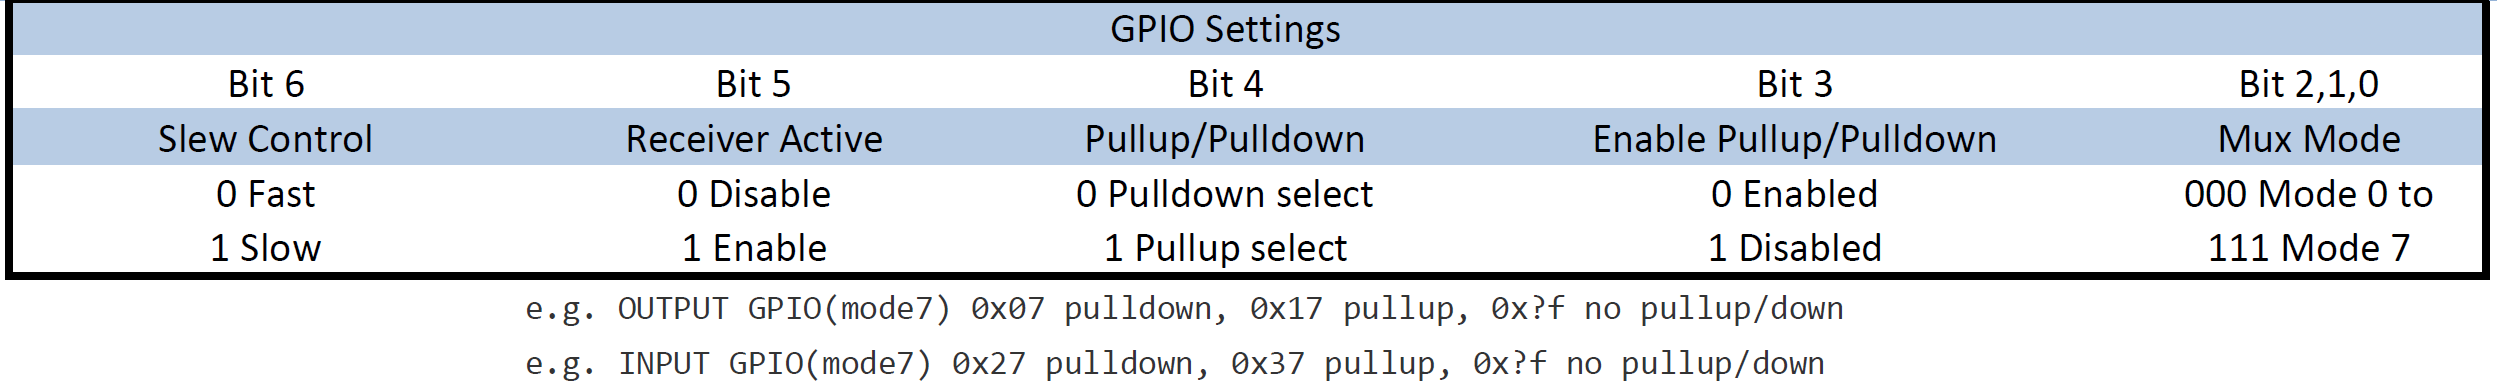 GPIO Settings
Bit 6 Bit 5 Bit 4 Bit 3 Bit 2,1,0
Slew Control Receiver Active Pullup/Pulldown Enable Pullup/Pulldown Mux Mode
0 Fast 0 Disable 0 Pulldown select 0 Enabled 000 Mode 0 to
1 Slow 1 Enable 1 Pullup select 1 Disabled 111 Mode 7
e.g. OUTPUT GPIO(mode7) 0x07 pulldown, 0x17 pullup, 0x?f no pullup/down
e.g. INPUT GPIO(mode7) 0x27 pulldown, 0x37 pullup, 0x?f no pullup/down